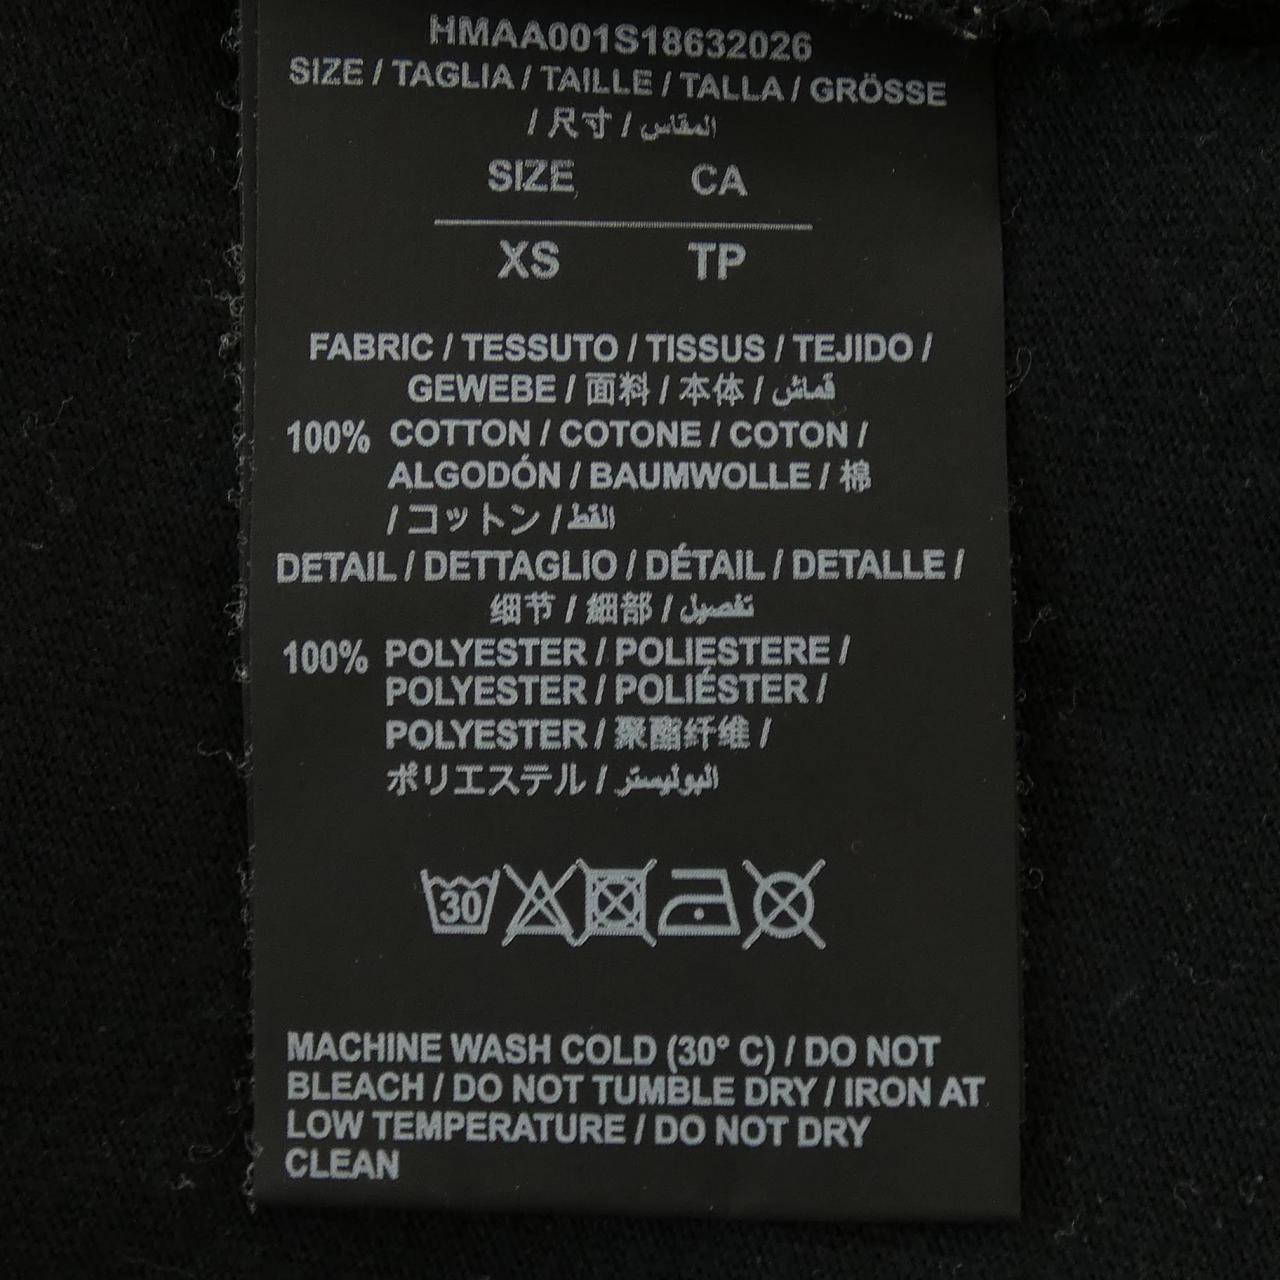 HMAA001S18632026
SIZE / TAGLIA / TAILLE / TALLA / GRÖSSE
/ 尺寸 / المقاس
SIZE CA
XS TP
FABRIC / TESSUTO / TISSUS / TEJIDO /
GEWEBE / 面料 / 本体 / قماش
100% COTTON / COTONE / COTON /
ALGODÓN / BAUMWOLLE / 棉
/ コットン / القط
DETAIL / DETTAGLIO / DÉTAIL / DETALLE /
细节 / 細部 / تفصيل
100% POLYESTER / POLIESTERE /
POLYESTER / POLIÉSTER /
POLYESTER / 聚酯纤维 /
ポリエステル / البوليستر
30
MACHINE WASH COLD (30° C) / DO NOT
BLEACH / DO NOT TUMBLE DRY / IRON AT
LOW TEMPERATURE / DO NOT DRY
CLEAN